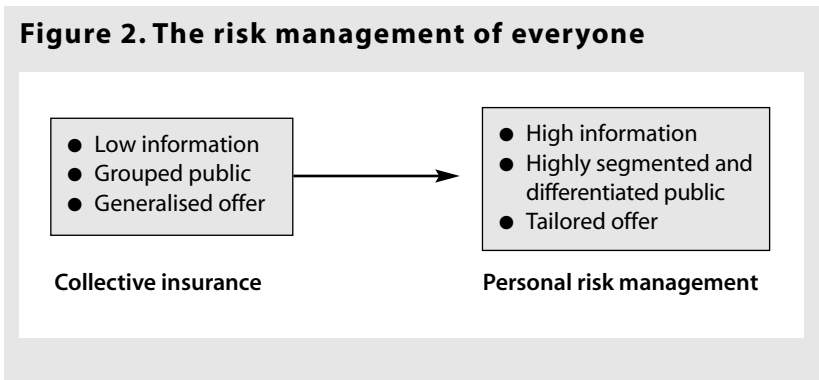 Figure 2. The risk management of everyone
● Low information
● Grouped public
● Generalised offer
Collective insurance
● High information
● Highly segmented and
differentiated public
● Tailored offer
Personal risk management